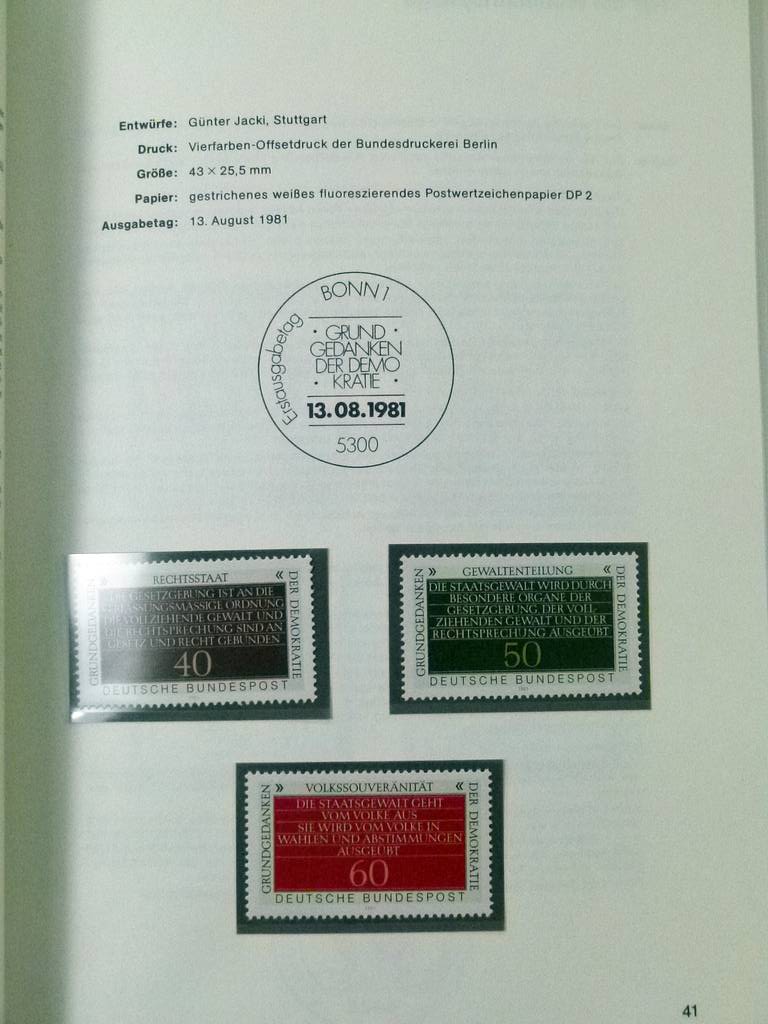 Entwürfe: Günter Jacki, Stuttgart
Druck: Vierfarben-Offsetdruck der Bundesdruckerei Berlin
Größe: 43 × 25,5 mm
Papier: gestrichenes weißes fluoreszierendes Postwertzeichenpapier DP 2
Ausgabetag: 13. August 1981
BONN 1
Erstausgabetag
· GRUND ·
GEDANKEN
DER DEMO
· KRATIE ·
13.08.1981
5300
GRUNDGEDANKEN
» RECHTSSTAAT «
DIE GESETZGEBUNG IST AN DIE
VERFASSUNGSMÄSSIGE ORDNUNG
DIE VOLLZIEHENDE GEWALT UND
DIE RECHTSPRECHUNG SIND AN
GESETZ UND RECHT GEBUNDEN
40
DER DEMOKRATIE
DEUTSCHE BUNDESPOST
GRUNDGEDANKEN
» GEWALTENTEILUNG «
DIE STAATSGEWALT WIRD DURCH
BESONDERE ORGANE DER
GESETZGEBUNG DER VOLL-
ZIEHENDEN GEWALT UND DER
RECHTSPRECHUNG AUSGEÜBT
50
DER DEMOKRATIE
DEUTSCHE BUNDESPOST
1981
GRUNDGEDANKEN
» VOLKSSOUVERÄNITÄT «
DIE STAATSGEWALT GEHT
VOM VOLKE AUS
SIE WIRD VOM VOLKE IN
WAHLEN UND ABSTIMMUNGEN
AUSGEÜBT
60
DER DEMOKRATIE
DEUTSCHE BUNDESPOST
1981
41